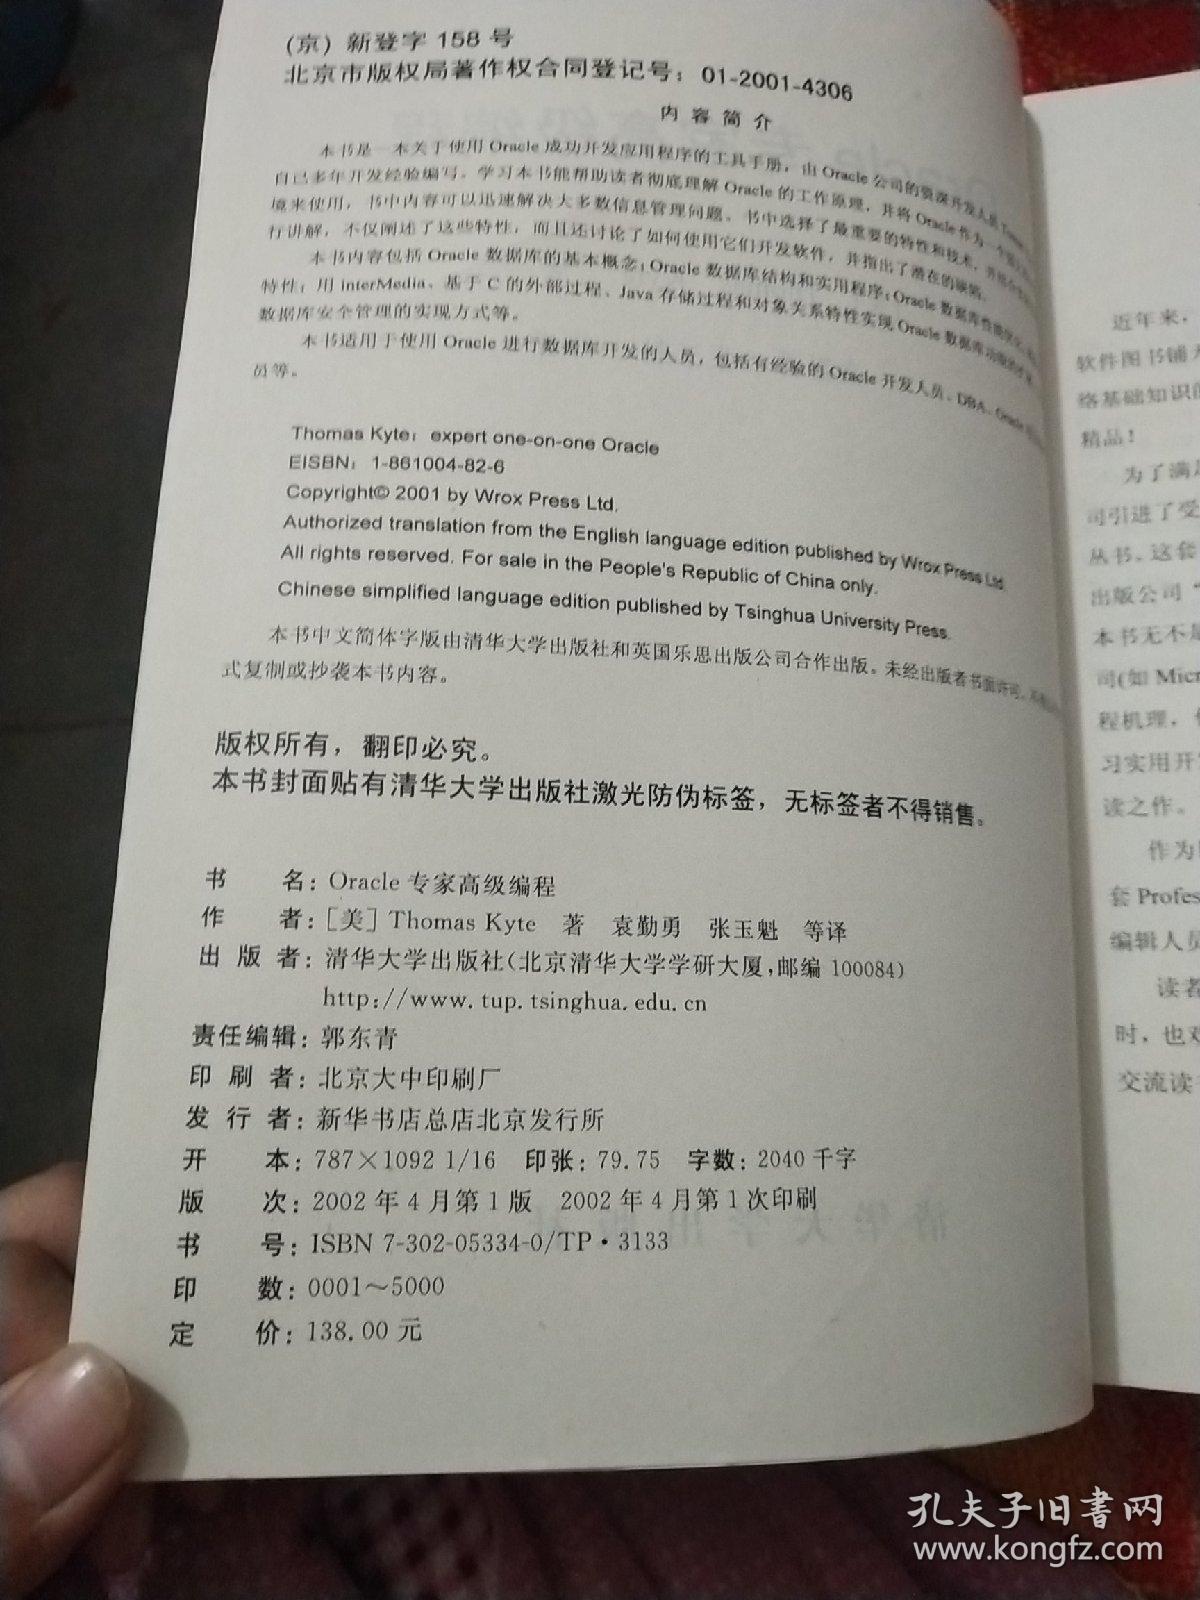 (京) 新登字 158 号
北京市版权局著作权合同登记号：01-2001-4306
内 容 简 介
本书是一本关于使用 Oracle 成功开发应用程序的工具手册，由 Oracle 公司的资深开发人员
自己多年开发经验编写。学习本书能帮助读者彻底理解 Oracle 的工作原理，并将 Oracle 作为一个
境来使用，书中内容可以迅速解决大多数信息管理问题。书中选择了最重要的特性和技术，并结合
行讲解，不仅阐述了这些特性，而且还讨论了如何使用它们开发软件，并指出了潜在的缺陷。
本书内容包括 Oracle 数据库的基本概念；Oracle 数据库结构和实用程序；Oracle 数据库性能优化
特性；用 interMedia、基于 C 的外部过程、Java 存储过程和对象关系特性实现 Oracle 数据库功能的扩展
数据库安全管理的实现方式等。
本书适用于使用 Oracle 进行数据库开发的人员，包括有经验的 Oracle 开发人员、DBA、Oracle
员等。
Thomas Kyte：expert one-on-one Oracle
EISBN：1-861004-82-6
Copyright© 2001 by Wrox Press Ltd.
Authorized translation from the English language edition published by Wrox Press Ltd.
All rights reserved. For sale in the People's Republic of China only.
Chinese simplified language edition published by Tsinghua University Press.
本书中文简体字版由清华大学出版社和英国乐思出版公司合作出版。未经出版者书面许可，
式复制或抄袭本书内容。
版权所有，翻印必究。
本书封面贴有清华大学出版社激光防伪标签，无标签者不得销售。
书 名：Oracle 专家高级编程
作 者：[美] Thomas Kyte 著 袁勤勇 张玉魁 等译
出 版 者：清华大学出版社(北京清华大学学研大厦，邮编 100084)
http://www.tup.tsinghua.edu.cn
责任编辑：郭东青
印 刷 者：北京大中印刷厂
发 行 者：新华书店总店北京发行所
开 本：787×1092 1/16 印张：79.75 字数：2040 千字
版 次：2002 年 4 月第 1 版 2002 年 4 月第 1 次印刷
书 号：ISBN 7-302-05334-0/TP·3133
印 数：0001～5000
定 价：138.00 元
近年来，
软件图书铺
络基础知识
精品！
为了满
司引进了受
丛书、这套
出版公司“
本书无不
司(如 Micr
程机理，
习实用开
读之作。
作为
套 Profes
编辑人员
读者
时，也
交流读
孔夫子旧书网
www.kongfz.com